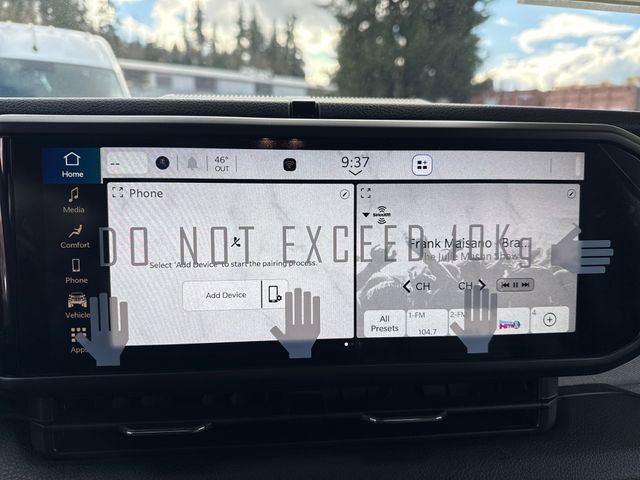 Home
--
46°
OUT
9:37
Media
Comfort
Phone
Vehicle
Apps
Phone
DO NOT EXCEED 10Kg
Select 'Add Device' to start the pairing process.
Add Device
SiriusXM
Frank Maisano (Bra...
The Julie Mason Show
CH
CH
All
Presets
1-FM
104.7
2-FM
4